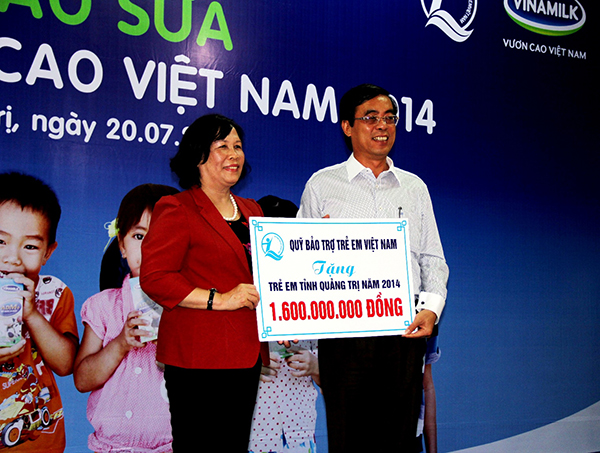 SỮA
VINAMILK
VƯƠN CAO VIỆT NAM
CAO VIỆT NAM 2014
ngày 20.07.2
QUỸ BẢO TRỢ TRẺ EM VIỆT NAM
Tặng
TRẺ EM TỈNH QUẢNG TRỊ NĂM 2014
1.600.000.000 ĐỒNG